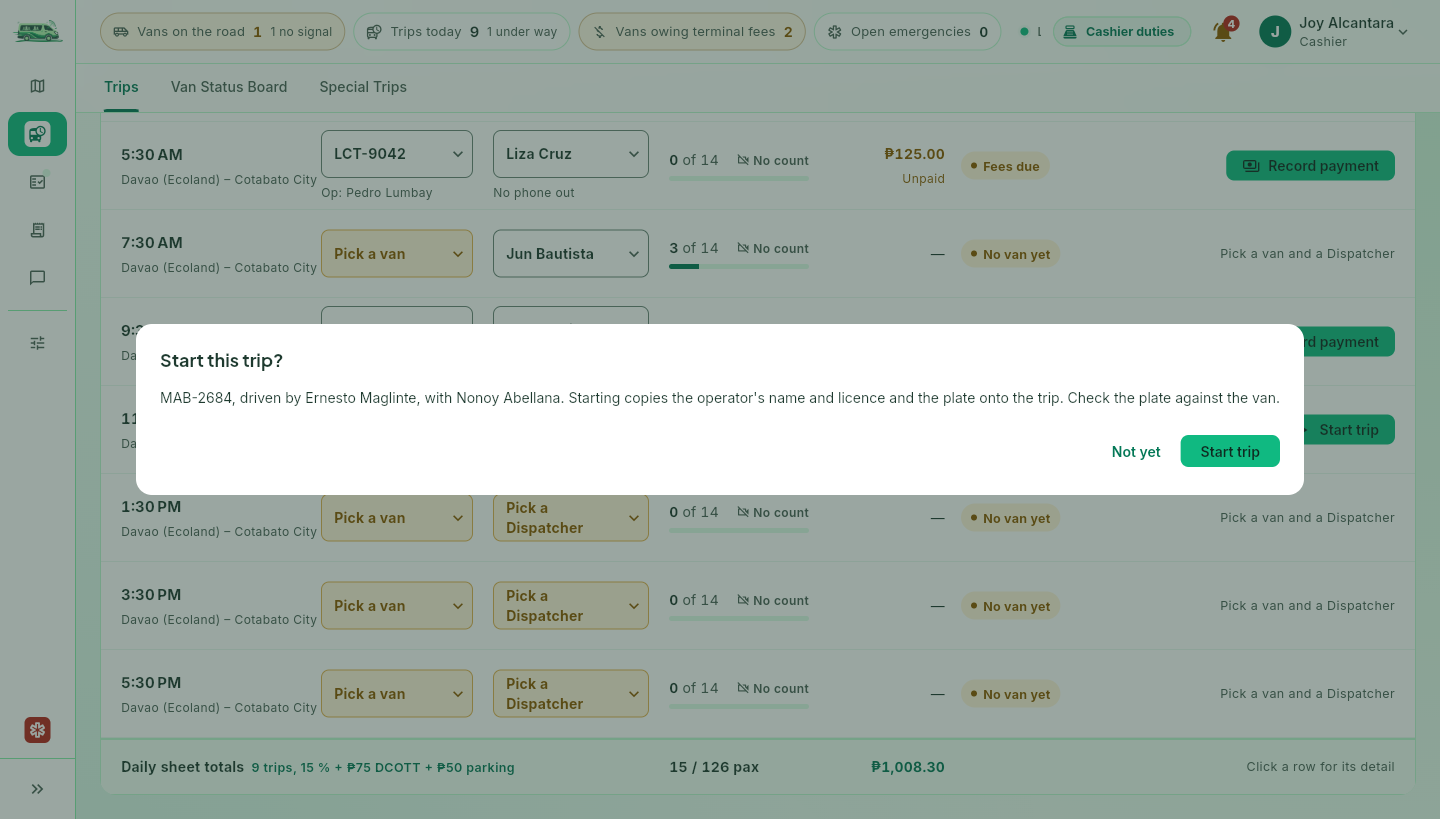 Vans on the road 1 1 no signal
Trips today 9 1 under way
Vans owing terminal fees 2
Open emergencies 0
Cashier duties
4
J
Joy Alcantara
Cashier
Trips
Van Status Board
Special Trips
5:30 AM
Davao (Ecoland) – Cotabato City
LCT-9042
Op: Pedro Lumbay
Liza Cruz
No phone out
0 of 14
No count
₱125.00
Unpaid
Fees due
Record payment
7:30 AM
Davao (Ecoland) – Cotabato City
Pick a van
Jun Bautista
3 of 14
No count
—
No van yet
Pick a van and a Dispatcher
Start this trip?
MAB-2684, driven by Ernesto Maglinte, with Nonoy Abellana. Starting copies the operator's name and licence and the plate onto the trip. Check the plate against the van.
Not yet
Start trip
payment
Start trip
1:30 PM
Davao (Ecoland) – Cotabato City
Pick a van
Pick a
Dispatcher
0 of 14
No count
—
No van yet
Pick a van and a Dispatcher
3:30 PM
Davao (Ecoland) – Cotabato City
Pick a van
Pick a
Dispatcher
0 of 14
No count
—
No van yet
Pick a van and a Dispatcher
5:30 PM
Davao (Ecoland) – Cotabato City
Pick a van
Pick a
Dispatcher
0 of 14
No count
—
No van yet
Pick a van and a Dispatcher
Daily sheet totals 9 trips, 15 % + ₱75 DCOTT + ₱50 parking
15 / 126 pax
₱1,008.30
Click a row for its detail